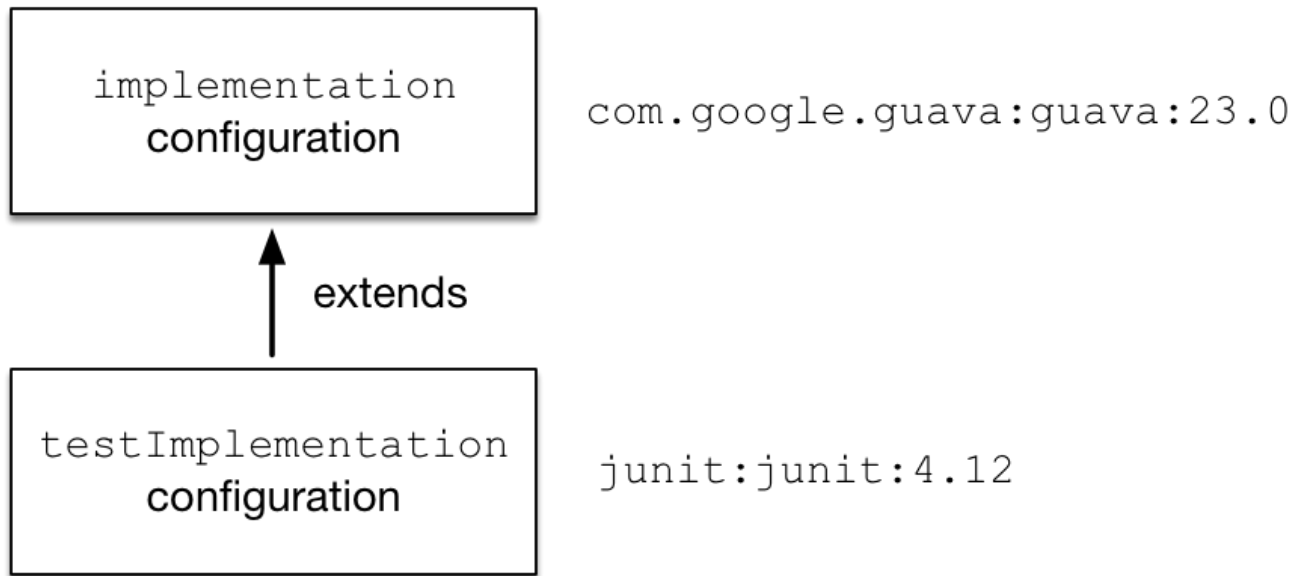 implementation
configuration
com.google.guava:guava:23.0
extends
testImplementation
configuration
junit:junit:4.12